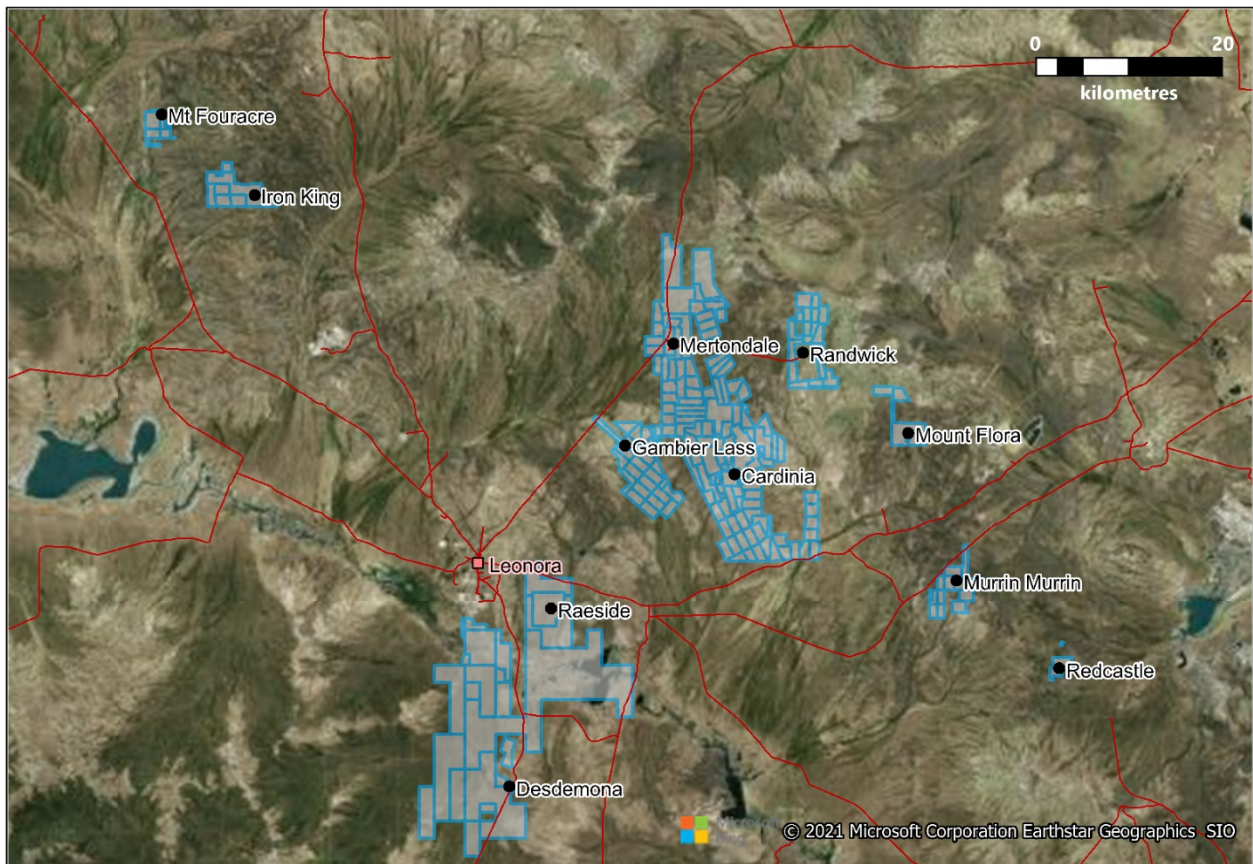 0 20
kilometres
Mt Fouracre
Iron King
Mertondale
Randwick
Mount Flora
Gambier Lass
Cardinia
Leonora
Murrin Murrin
Raeside
Redcastle
Desdemona
© 2021 Microsoft Corporation Earthstar Geographics SIO